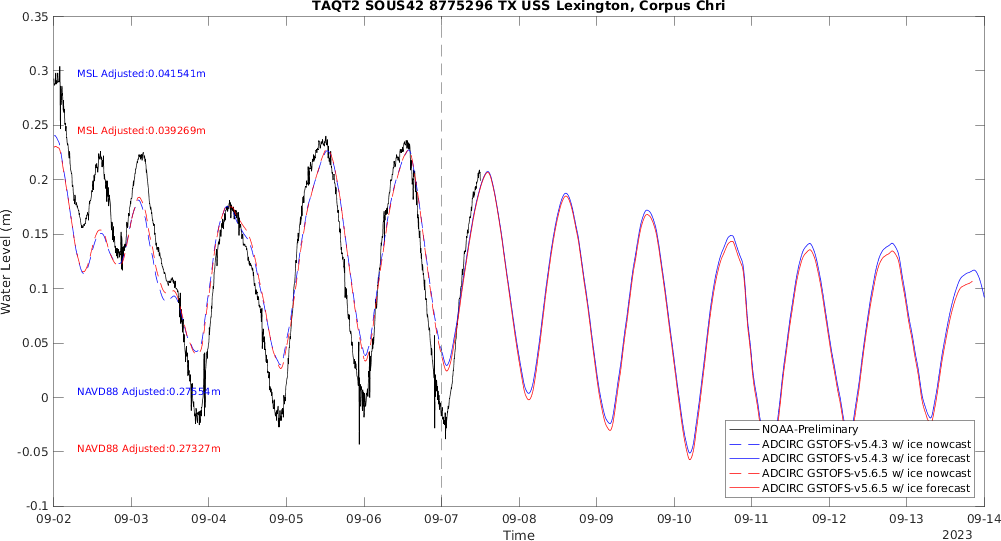 TAQT2 SOUS42 8775296 TX USS Lexington, Corpus Chri
0.35
0.3
0.25
0.2
0.15
0.1
0.05
0
-0.05
-0.1
Water Level (m)
MSL Adjusted:0.041541m
MSL Adjusted:0.039269m
NAVD88 Adjusted:0.27554m
NAVD88 Adjusted:0.27327m
NOAA-Preliminary
ADCIRC GSTOFS-v5.4.3 w/ ice nowcast
ADCIRC GSTOFS-v5.4.3 w/ ice forecast
ADCIRC GSTOFS-v5.6.5 w/ ice nowcast
ADCIRC GSTOFS-v5.6.5 w/ ice forecast
09-02 09-03 09-04 09-05 09-06 09-07 09-08 09-09 09-10 09-11 09-12 09-13 09-14
Time
2023